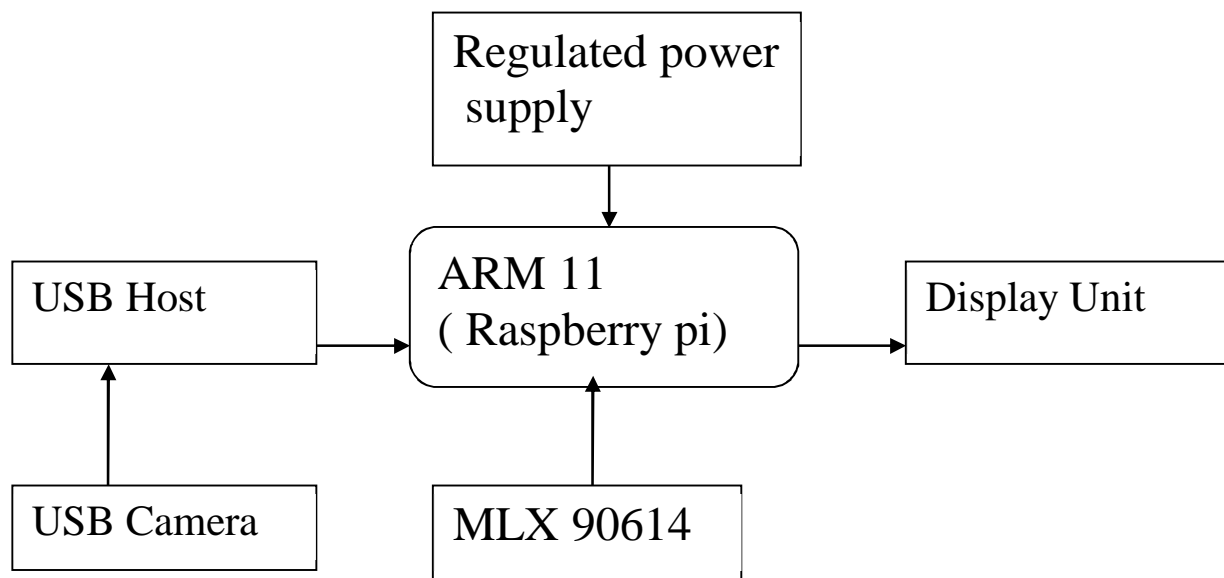 Regulated power
supply
ARM 11
( Raspberry pi)
USB Host
Display Unit
USB Camera
MLX 90614